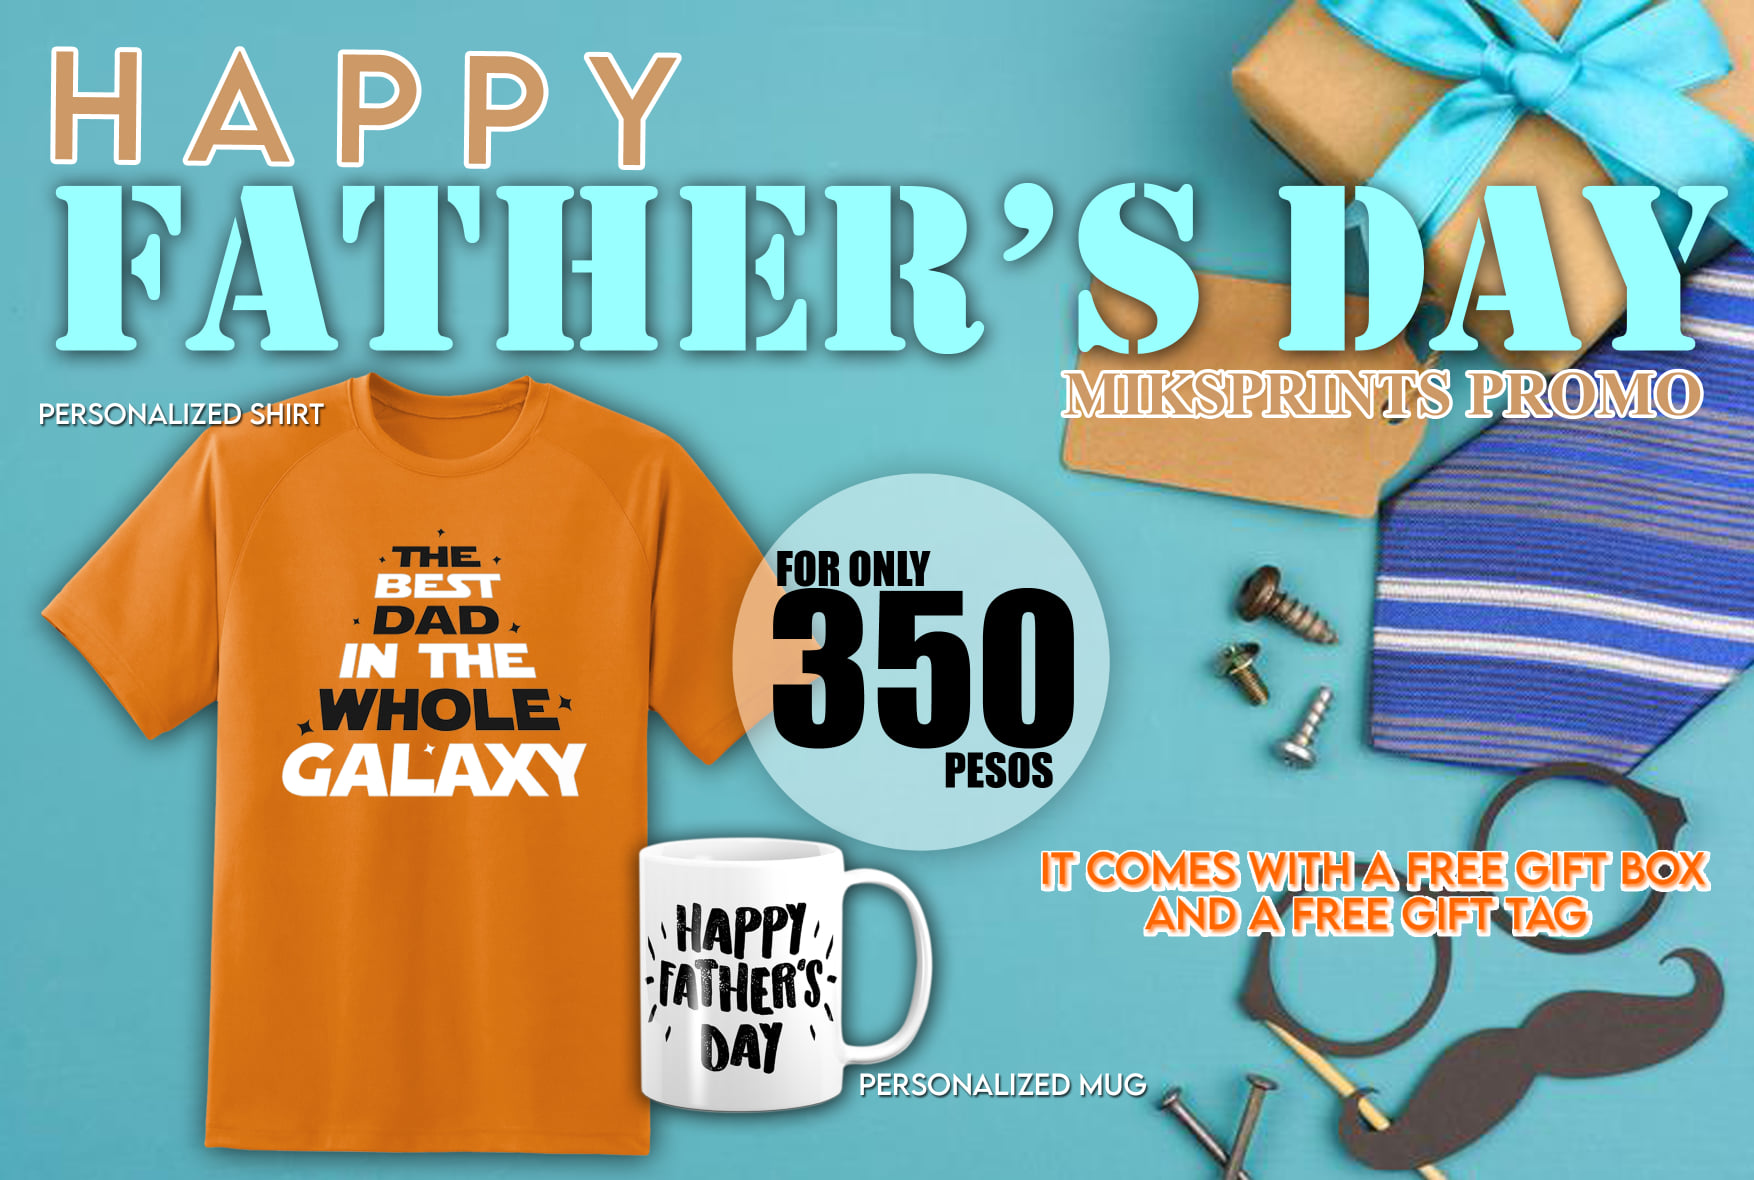 HAPPY
FATHER'S DAY
MIKSPRINTS PROMO
PERSONALIZED SHIRT
THE
BEST
DAD
IN THE
WHOLE
GALAXY
FOR ONLY
350
PESOS
IT COMES WITH A FREE GIFT BOX
AND A FREE GIFT TAG
HAPPY
FATHER'S
DAY
PERSONALIZED MUG